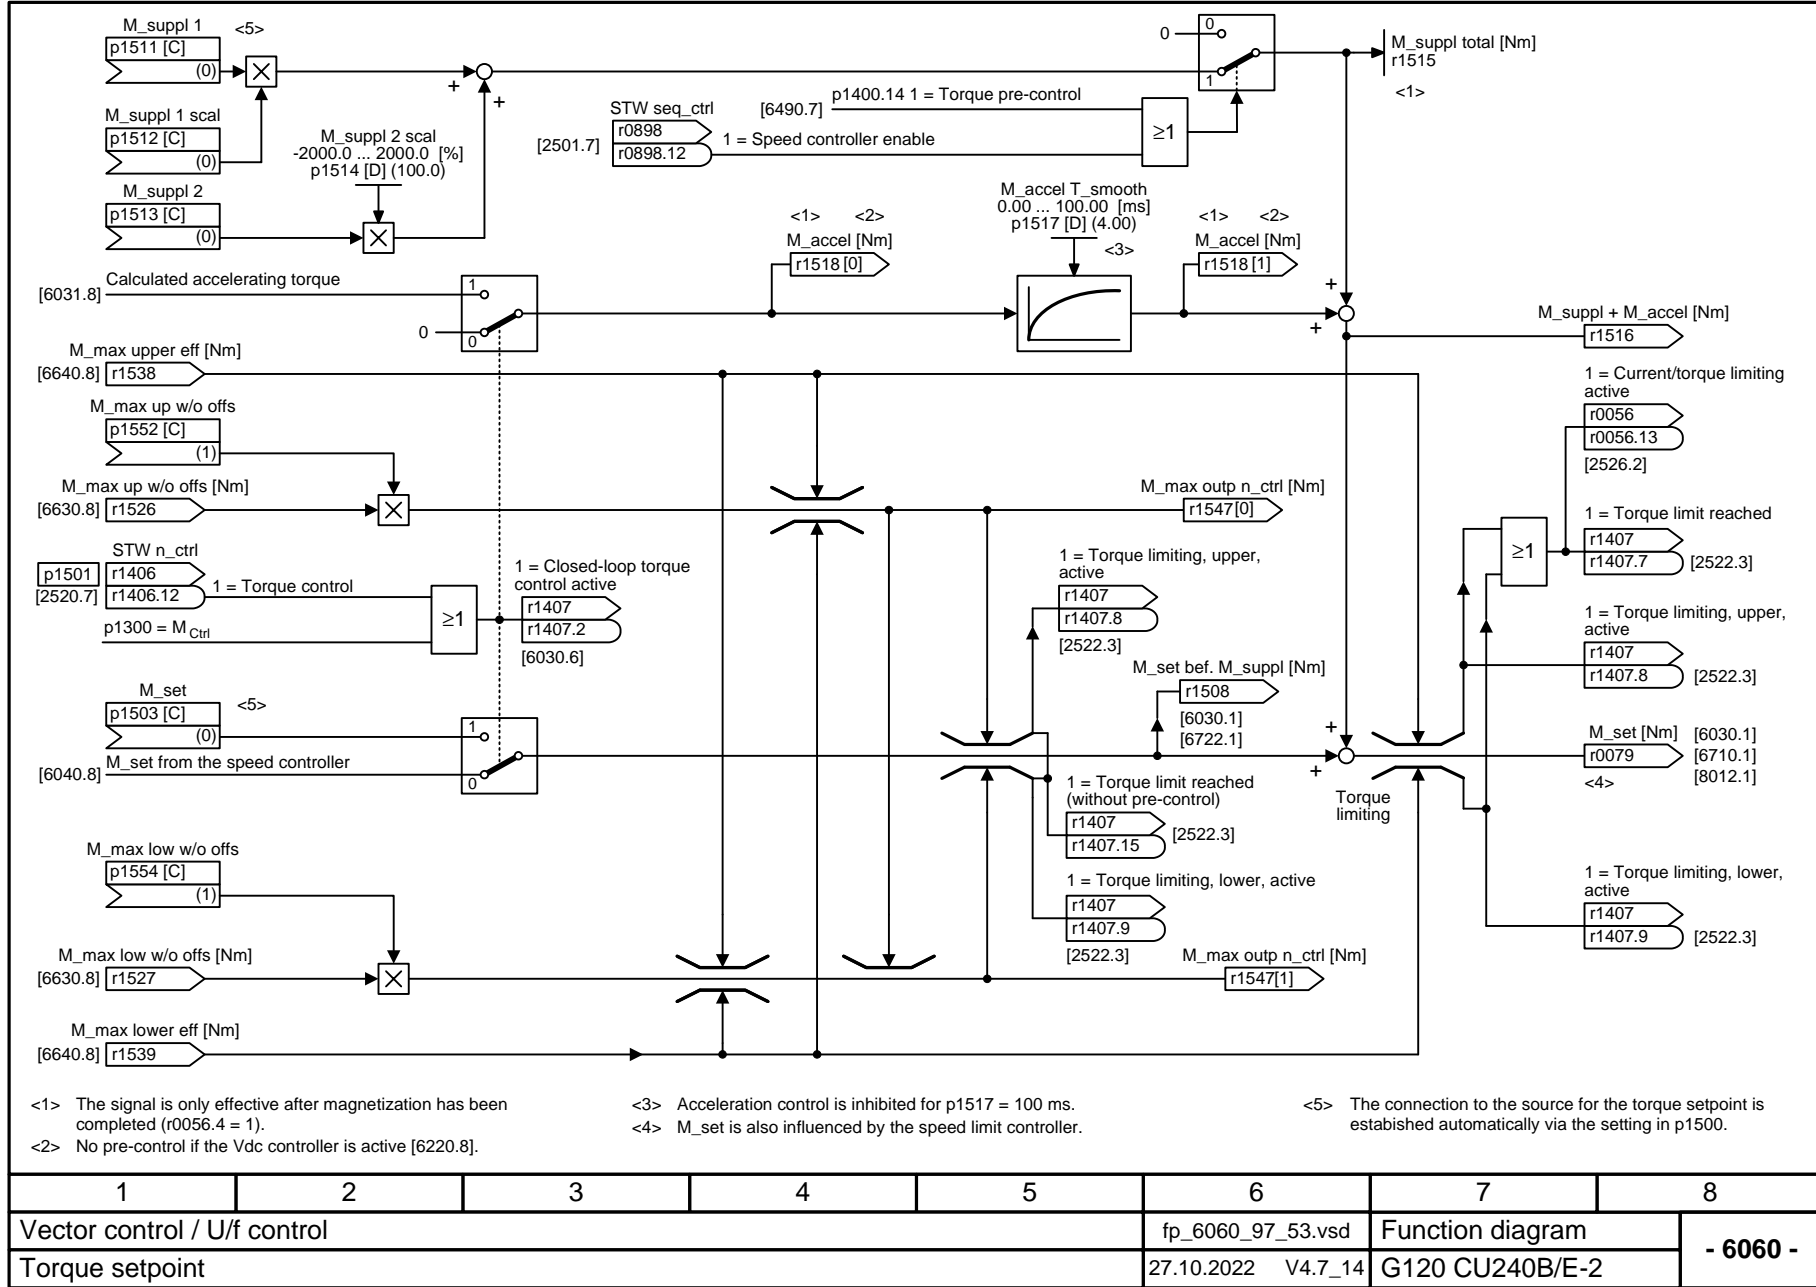 M_suppl 1
<5>
p1511 [C]
(0)
M_suppl 1 scal
p1512 [C]
(0)
M_suppl 2
p1513 [C]
(0)
M_suppl 2 scal
-2000.0 ... 2000.0 [%]
p1514 [D] (100.0)
+
+
STW seq_ctrl
[2501.7]
r0898
r0898.12
[6490.7]
p1400.14 1 = Torque pre-control
1 = Speed controller enable
≥1
0
0
1
M_suppl total [Nm]
r1515
<1>
[6031.8]
Calculated accelerating torque
1
0
0
<1> <2>
M_accel [Nm]
r1518 [0]
M_accel T_smooth
0.00 ... 100.00 [ms]
p1517 [D] (4.00)
<3>
<1> <2>
M_accel [Nm]
r1518 [1]
+
+
M_suppl + M_accel [Nm]
r1516
M_max upper eff [Nm]
[6640.8] r1538
M_max up w/o offs
p1552 [C]
(1)
M_max up w/o offs [Nm]
[6630.8] r1526
M_max outp n_ctrl [Nm]
r1547[0]
1 = Current/torque limiting
active
r0056
r0056.13
[2526.2]
STW n_ctrl
p1501
[2520.7]
r1406
r1406.12
1 = Torque control
p1300 = M Ctrl
≥1
1 = Closed-loop torque
control active
r1407
r1407.2
[6030.6]
1 = Torque limiting, upper,
active
r1407
r1407.8
[2522.3]
≥1
1 = Torque limit reached
r1407
r1407.7
[2522.3]
1 = Torque limiting, upper,
active
r1407
r1407.8
[2522.3]
M_set
<5>
p1503 [C]
(0)
[6040.8]
M_set from the speed controller
1
0
M_set bef. M_suppl [Nm]
r1508
[6030.1]
[6722.1]
+
+
Torque
limiting
M_set [Nm]
r0079
<4>
[6030.1]
[6710.1]
[8012.1]
1 = Torque limit reached
(without pre-control)
r1407
r1407.15
[2522.3]
1 = Torque limiting, lower, active
r1407
r1407.9
[2522.3]
1 = Torque limiting, lower,
active
r1407
r1407.9
[2522.3]
M_max low w/o offs
p1554 [C]
(1)
M_max low w/o offs [Nm]
[6630.8] r1527
M_max outp n_ctrl [Nm]
r1547[1]
M_max lower eff [Nm]
[6640.8] r1539
<1> The signal is only effective after magnetization has been
completed (r0056.4 = 1).
<2> No pre-control if the Vdc controller is active [6220.8].
<3> Acceleration control is inhibited for p1517 = 100 ms.
<4> M_set is also influenced by the speed limit controller.
<5> The connection to the source for the torque setpoint is
estabished automatically via the setting in p1500.
1 2 3 4 5 6 7 8
Vector control / U/f control
fp_6060_97_53.vsd
Function diagram
- 6060 -
Torque setpoint
27.10.2022 V4.7_14
G120 CU240B/E-2